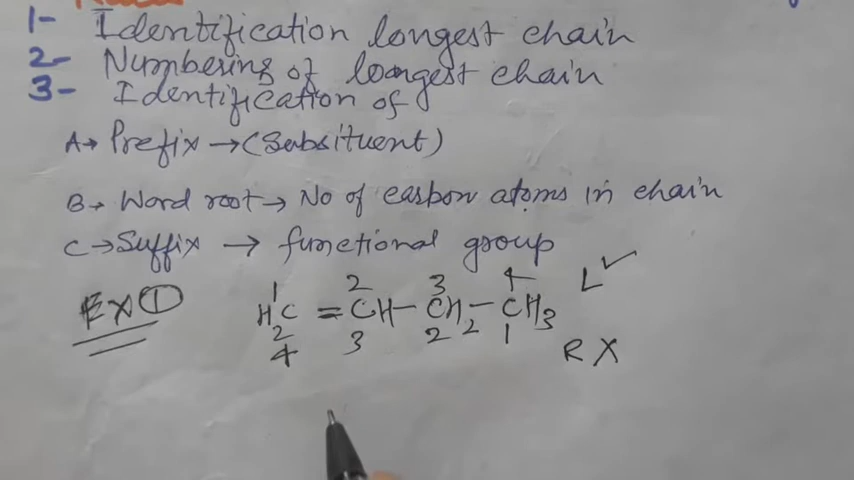 1- Identification longest chain
2- Numbering of longest chain
3- Identification of
A→ Prefix → (Subsituent)
B→ Word root → No of carbon atoms in chain
C → Suffix → functional group
1 2 3 4 L ✓
EX ① H2C = CH - CH2 - CH3
4 3 2 1 R X